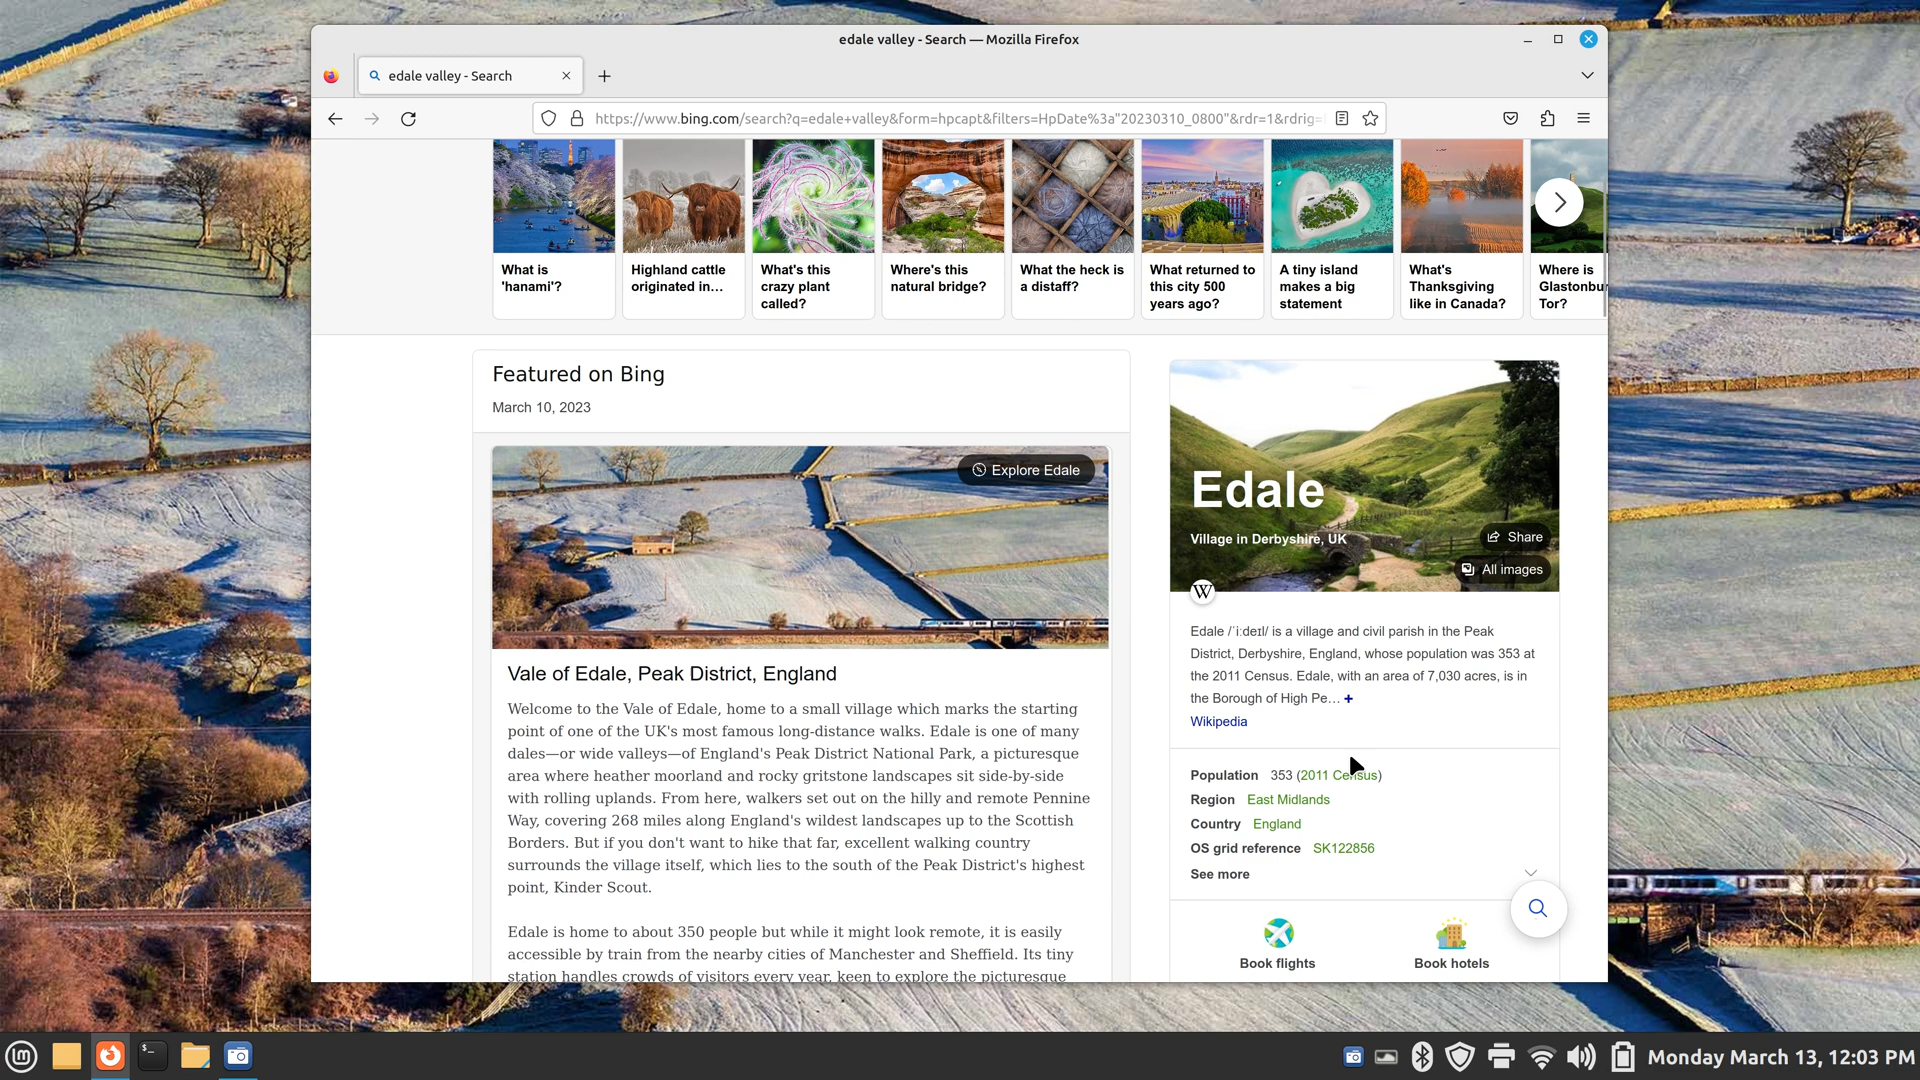 edale valley - Search — Mozilla Firefox
edale valley - Search
https://www.bing.com/search?q=edale+valley&form=hpcapt&filters=HpDate%3a"20230310_0800"&rdr=1&rdrig=
What is
'hanami'?
Highland cattle
originated in...
What's this
crazy plant
called?
Where's this
natural bridge?
What the heck is
a distaff?
What returned to
this city 500
years ago?
A tiny island
makes a big
statement
What's
Thanksgiving
like in Canada?
Where is
Glastonbur
Tor?
Featured on Bing
March 10, 2023
Explore Edale
Vale of Edale, Peak District, England
Welcome to the Vale of Edale, home to a small village which marks the starting
point of one of the UK's most famous long-distance walks. Edale is one of many
dales—or wide valleys—of England's Peak District National Park, a picturesque
area where heather moorland and rocky gritstone landscapes sit side-by-side
with rolling uplands. From here, walkers set out on the hilly and remote Pennine
Way, covering 268 miles along England's wildest landscapes up to the Scottish
Borders. But if you don't want to hike that far, excellent walking country
surrounds the village itself, which lies to the south of the Peak District's highest
point, Kinder Scout.
Edale is home to about 350 people but while it might look remote, it is easily
accessible by train from the nearby cities of Manchester and Sheffield. Its tiny
station handles crowds of visitors every year, keen to explore the picturesque
Edale
Village in Derbyshire, UK
Share
All images
W
Edale /ˈiːdeɪl/ is a village and civil parish in the Peak
District, Derbyshire, England, whose population was 353 at
the 2011 Census. Edale, with an area of 7,030 acres, is in
the Borough of High Pe… +
Wikipedia
Population 353 (2011 Census)
Region East Midlands
Country England
OS grid reference SK122856
See more
Book flights
Book hotels
Monday March 13, 12:03 PM